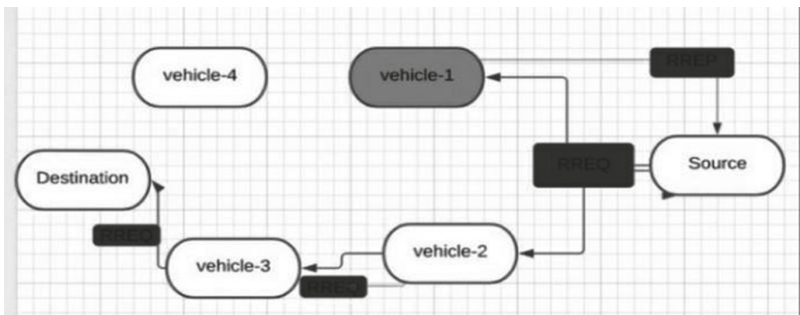 vehicle-4
vehicle-1
RREP
RREQ
Source
Destination
RREQ
vehicle-2
vehicle-3
RREQ